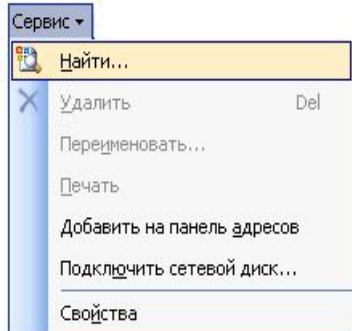 Сервис
Найти...
Удалить Del
Переименовать...
Печать
Добавить на панель адресов
Подключить сетевой диск...
Свойства